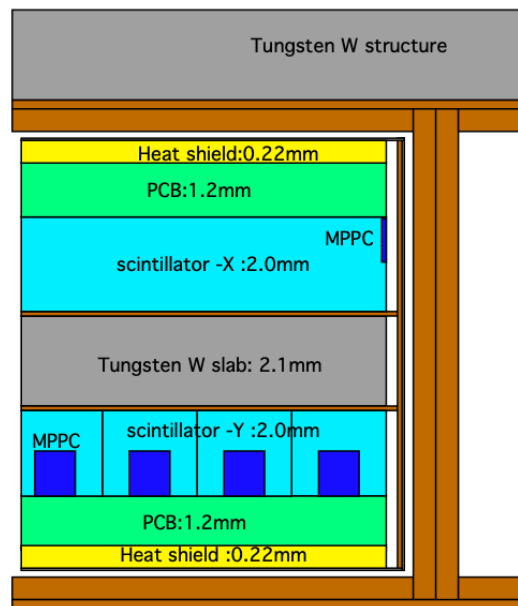 Tungsten W structure
Heat shield:0.22mm
PCB:1.2mm
MPPC
scintillator -X :2.0mm
Tungsten W slab: 2.1mm
scintillator -Y :2.0mm
MPPC
PCB:1.2mm
Heat shield :0.22mm